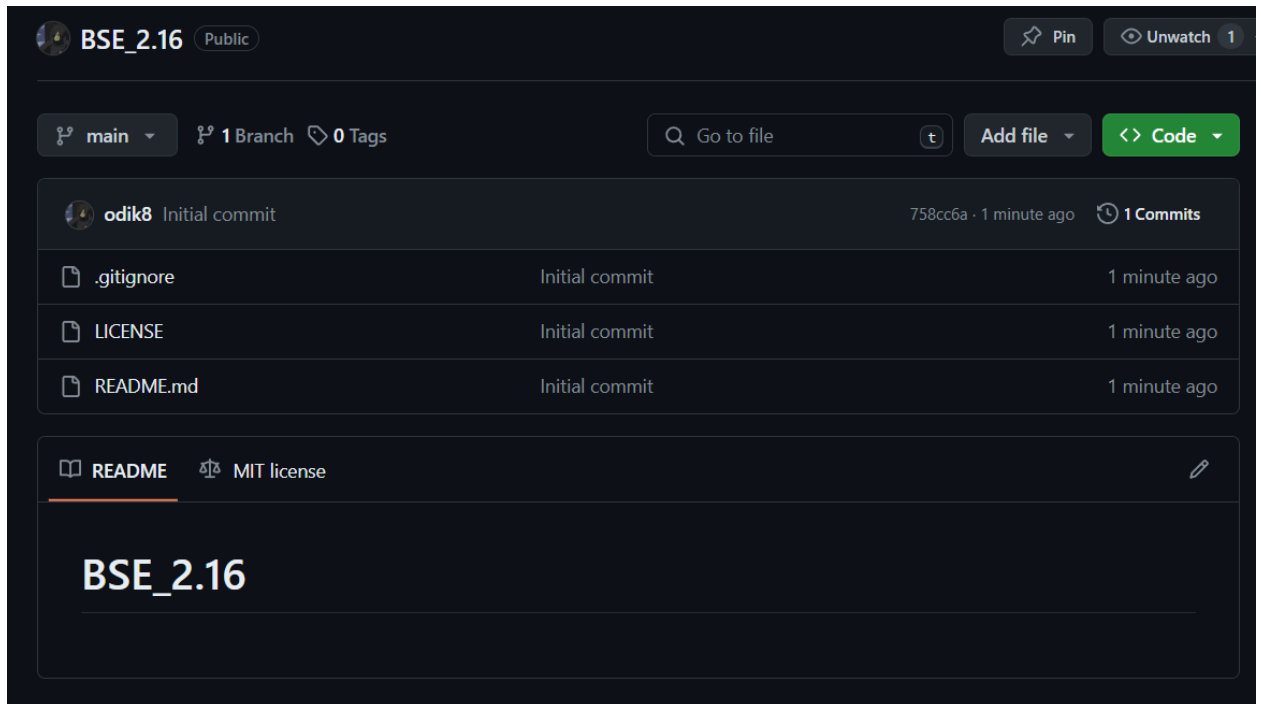 BSE_2.16 Public Pin Unwatch 1
main 1 Branch 0 Tags Go to file t Add file Code
odik8 Initial commit 758cc6a · 1 minute ago 1 Commits
.gitignore Initial commit 1 minute ago
LICENSE Initial commit 1 minute ago
README.md Initial commit 1 minute ago
README MIT license
BSE_2.16